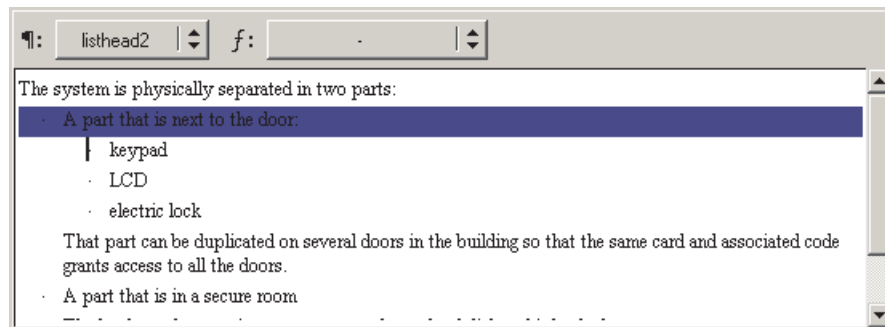 ¶: listhead2 ƒ: -
The system is physically separated in two parts:
· A part that is next to the door:
· keypad
· LCD
· electric lock
That part can be duplicated on several doors in the building so that the same card and associated code
grants access to all the doors.
· A part that is in a secure room